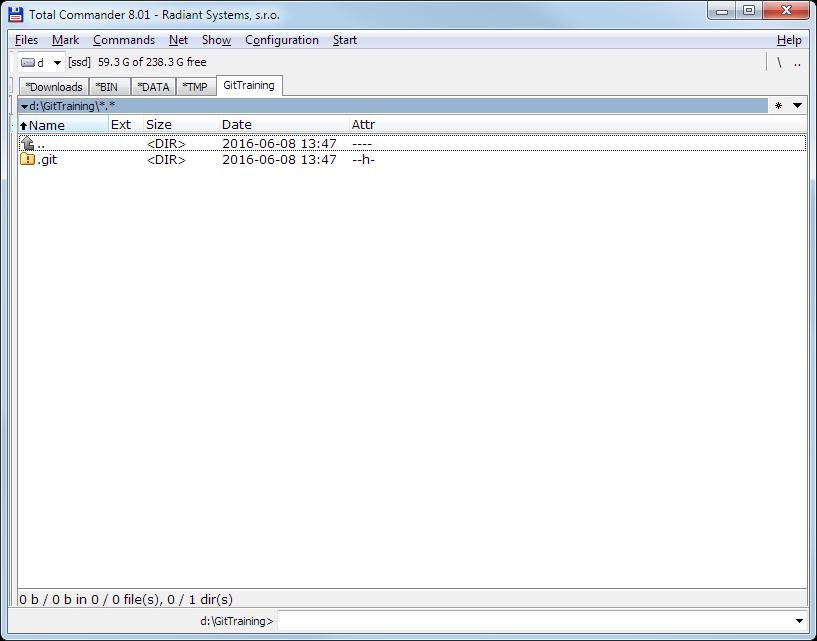 Total Commander 8.01 - Radiant Systems, s.r.o.
Files Mark Commands Net Show Configuration Start Help
d [ssd] 59.3 G of 238.3 G free \ ..
*Downloads *BIN *DATA *TMP GitTraining
d:\GitTraining\*.* *
Name Ext Size Date Attr
.. <DIR> 2016-06-08 13:47 ----
.git <DIR> 2016-06-08 13:47 --h-
0 b / 0 b in 0 / 0 file(s), 0 / 1 dir(s)
d:\GitTraining>